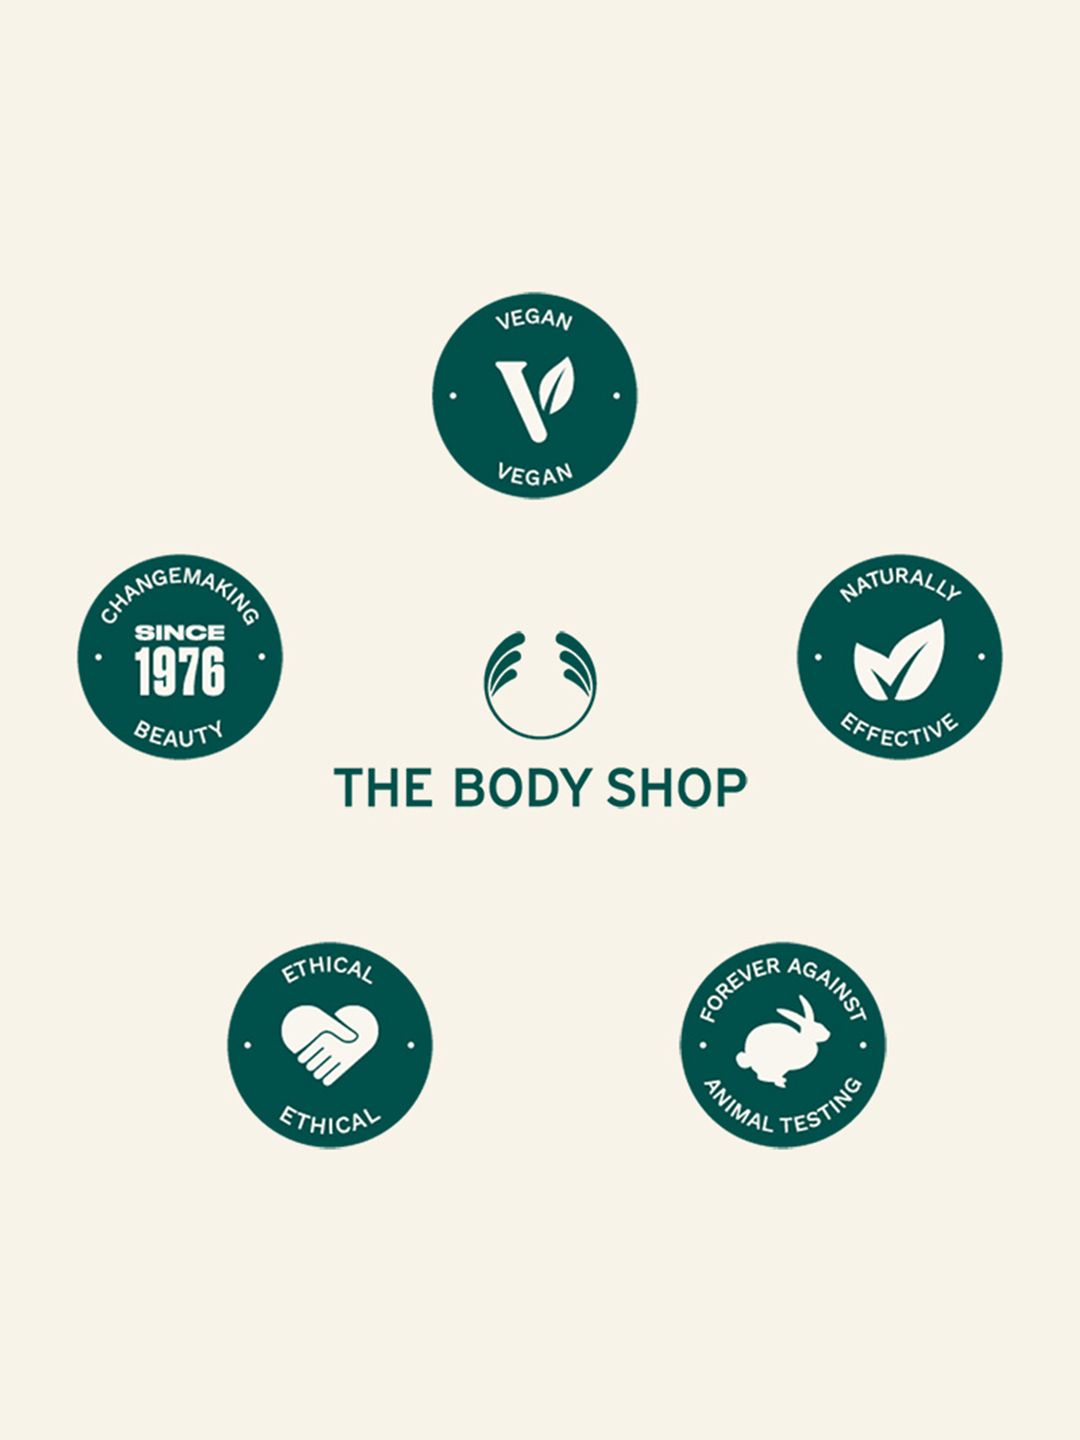 VEGAN
V
VEGAN
CHANGEMAKING
SINCE
1976
BEAUTY
NATURALLY
EFFECTIVE
THE BODY SHOP
ETHICAL
ETHICAL
FOREVER AGAINST
ANIMAL TESTING